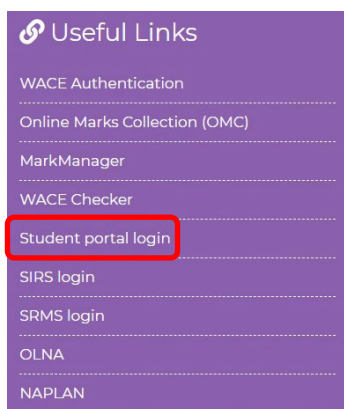 Useful Links
WACE Authentication
Online Marks Collection (OMC)
MarkManager
WACE Checker
Student portal login
SIRS login
SRMS login
OLNA
NAPLAN